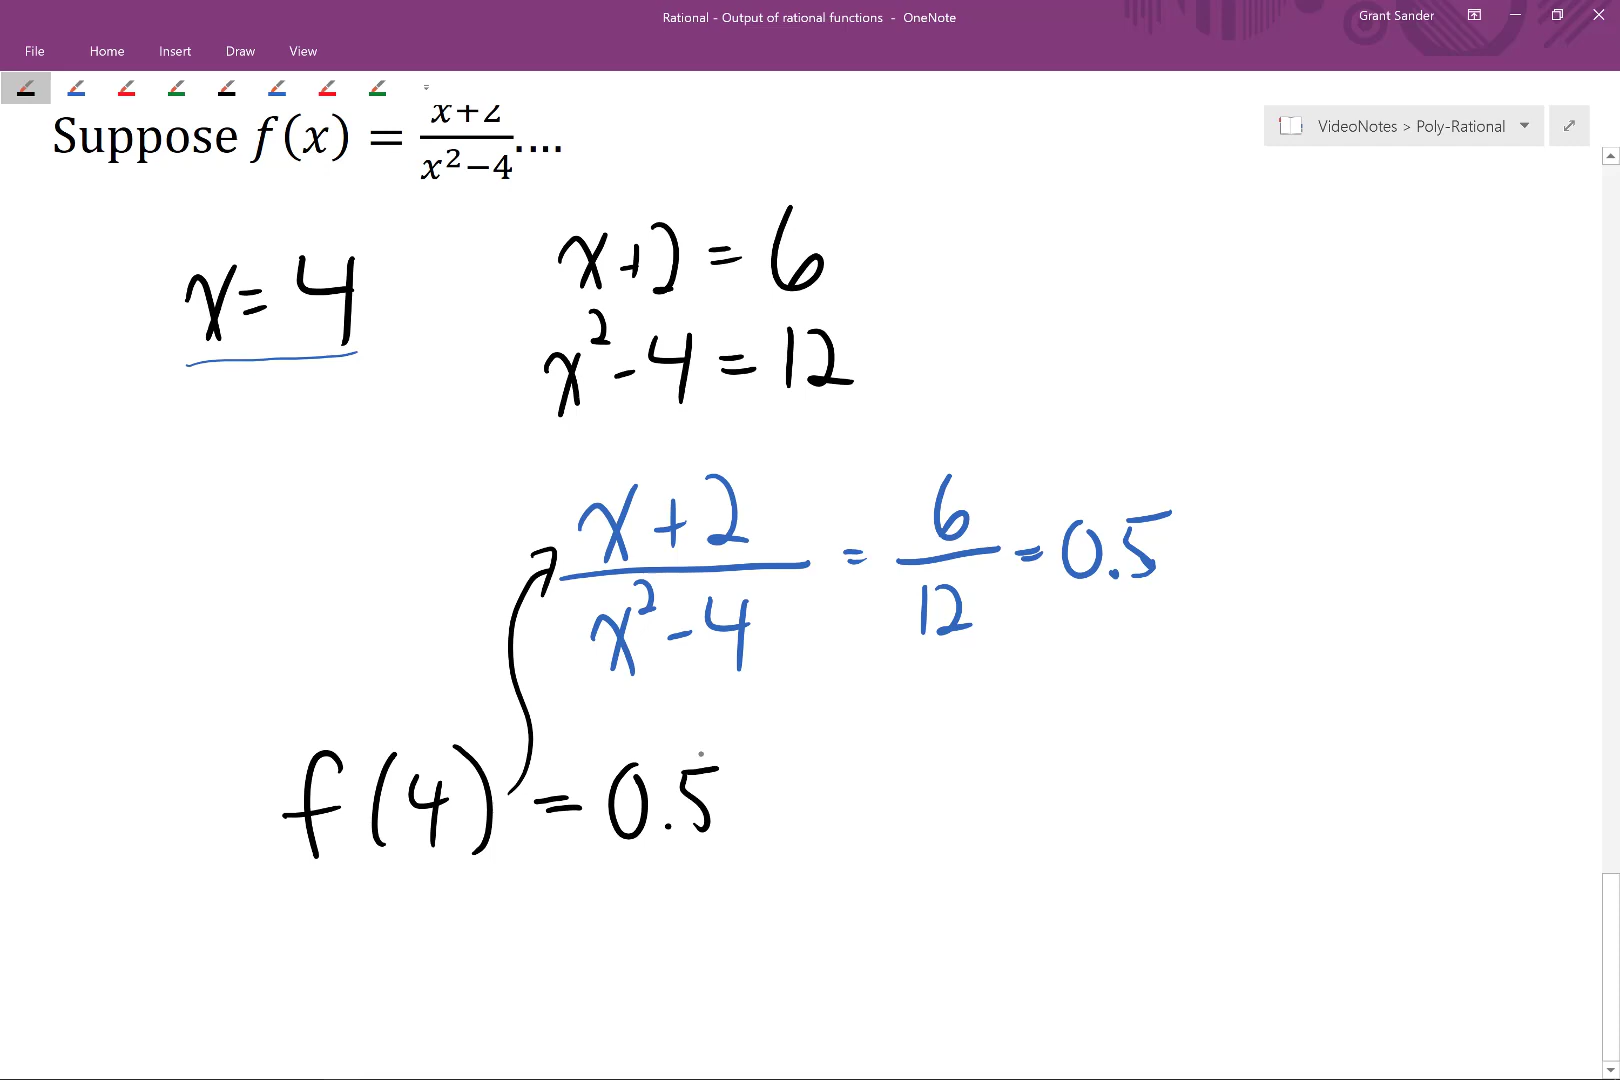 Rational - Output of rational functions - OneNote
Grant Sander
File Home Insert Draw View
VideoNotes > Poly-Rational
Suppose f(x) = (x+2)/(x²−4)....
x = 4
x+2 = 6
x² - 4 = 12
(x+2)/(x²-4) = 6/12 = 0.5
f(4) = 0.5